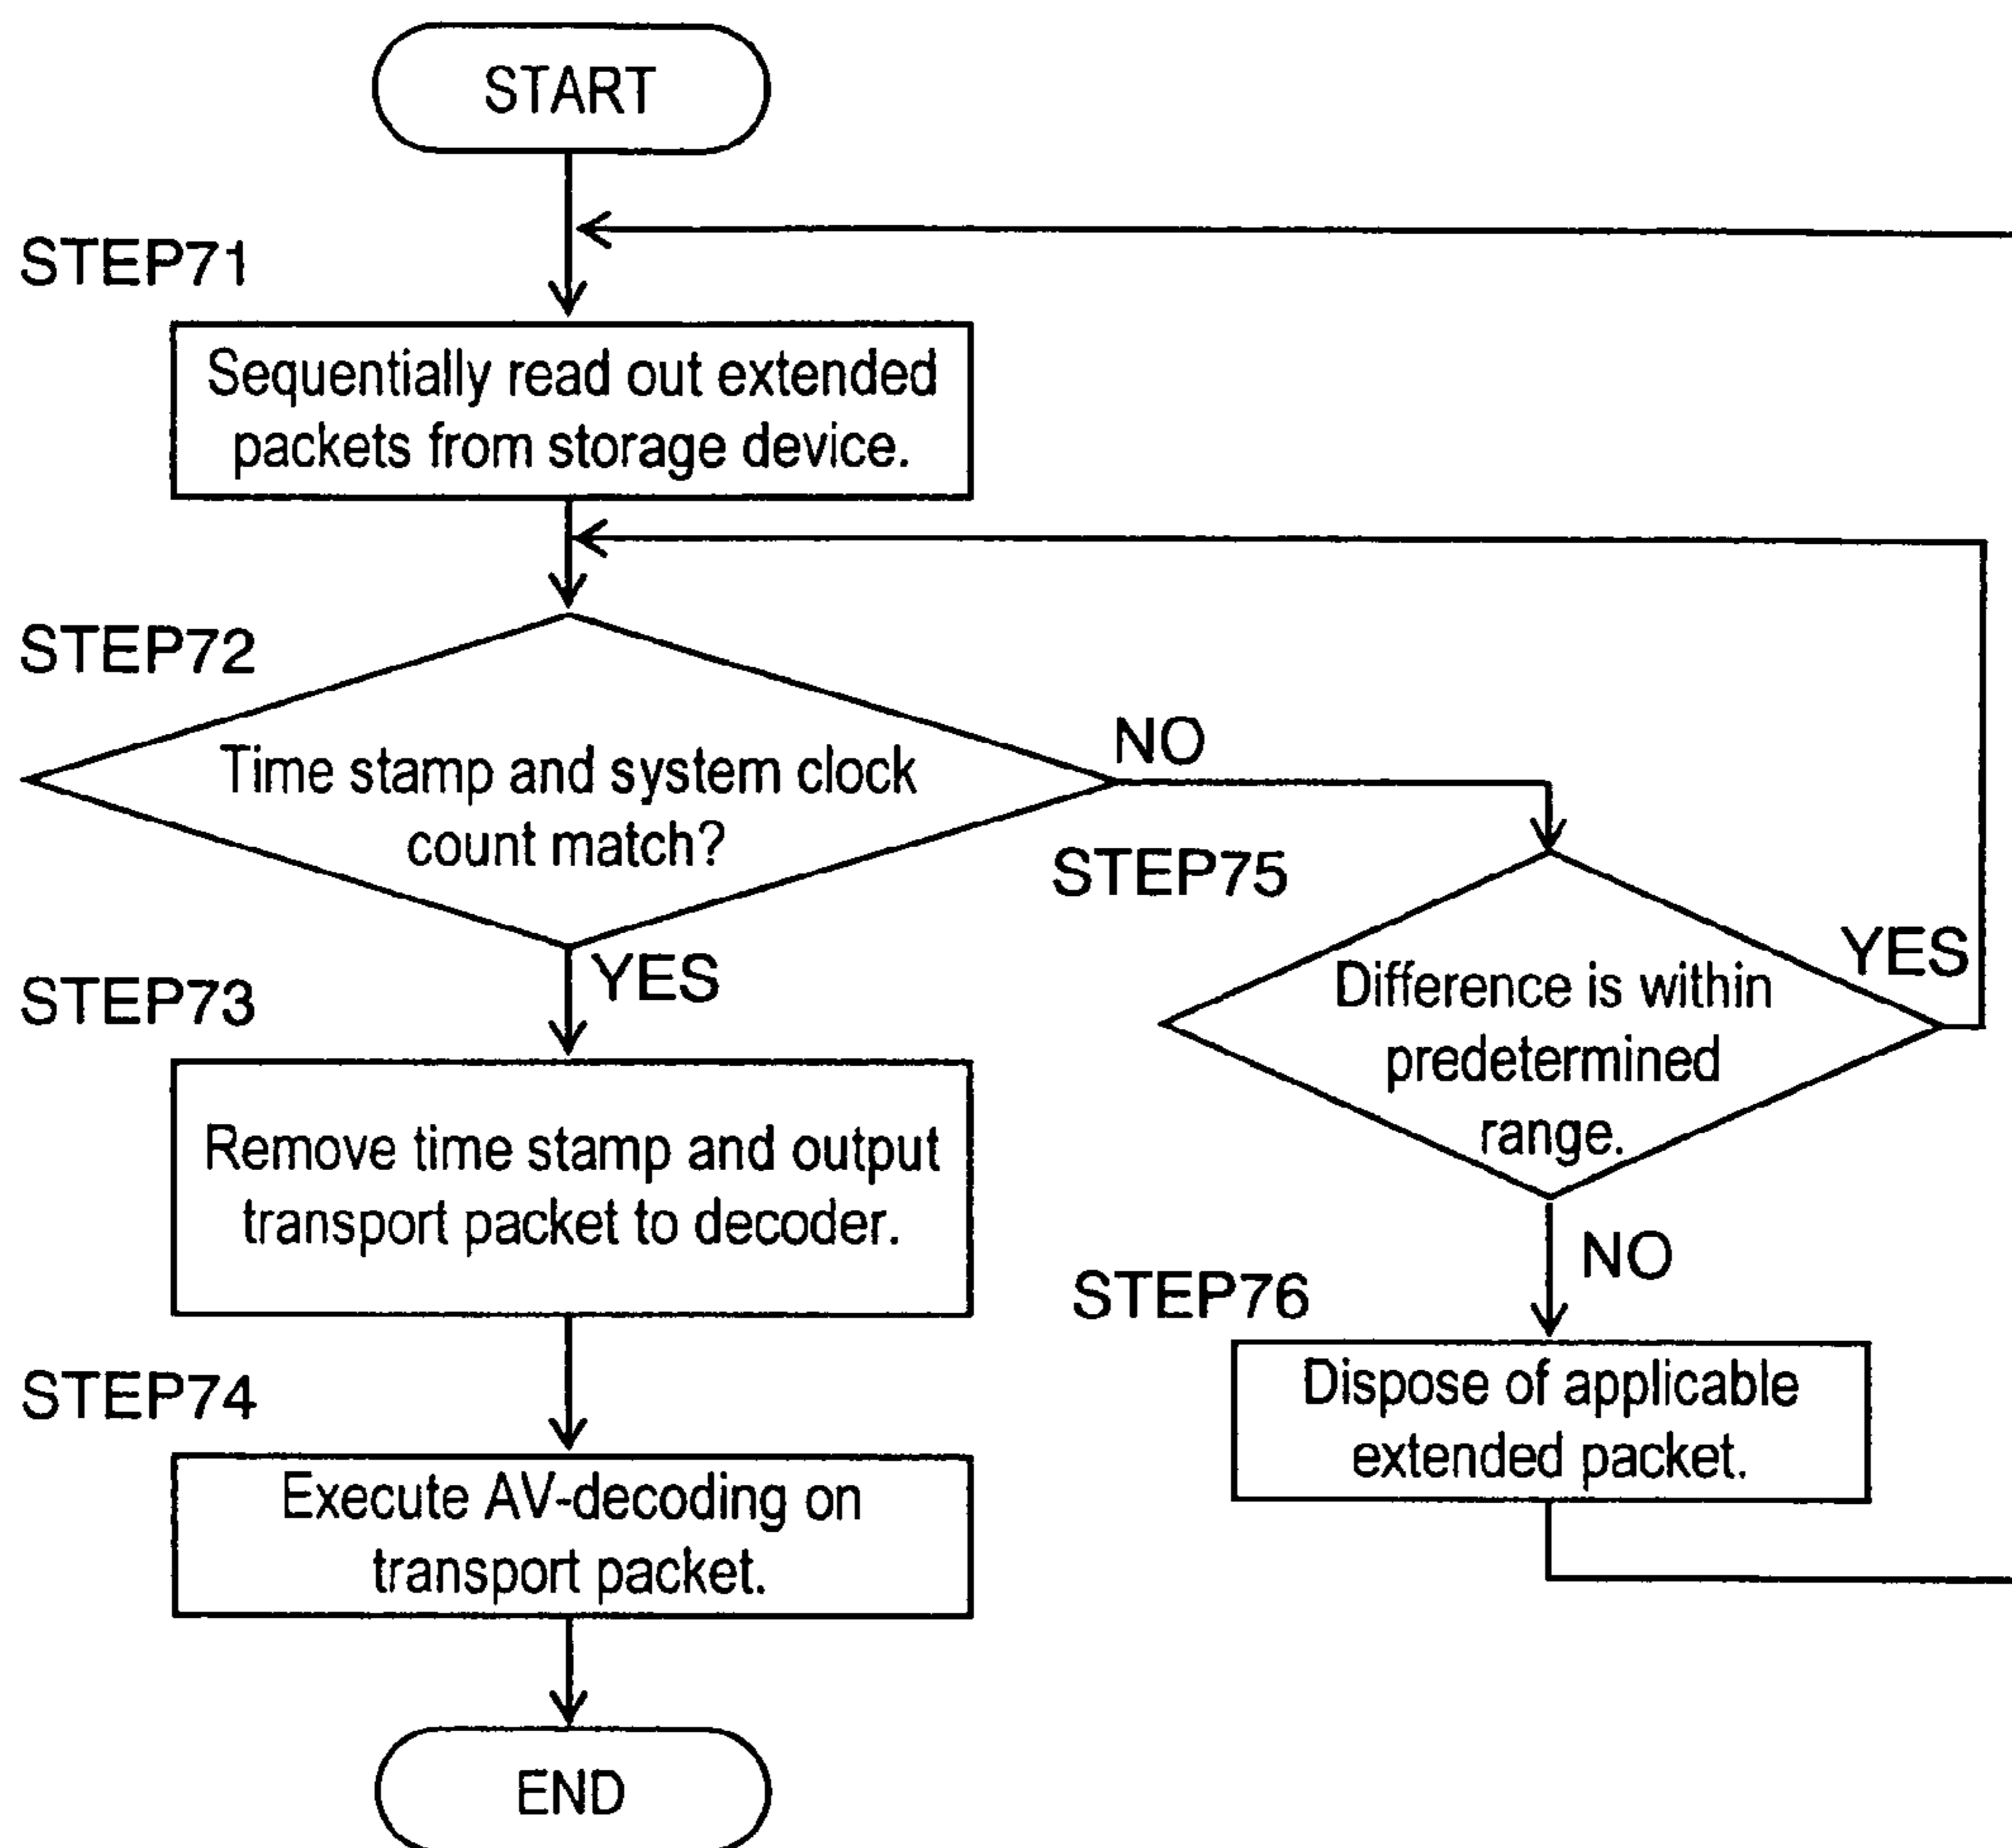 START
STEP71
Sequentially read out extended
packets from storage device.
STEP72
Time stamp and system clock
count match?
NO
YES
STEP73
Remove time stamp and output
transport packet to decoder.
STEP74
Execute AV-decoding on
transport packet.
END
STEP75
Difference is within
predetermined
range.
YES
NO
STEP76
Dispose of applicable
extended packet.